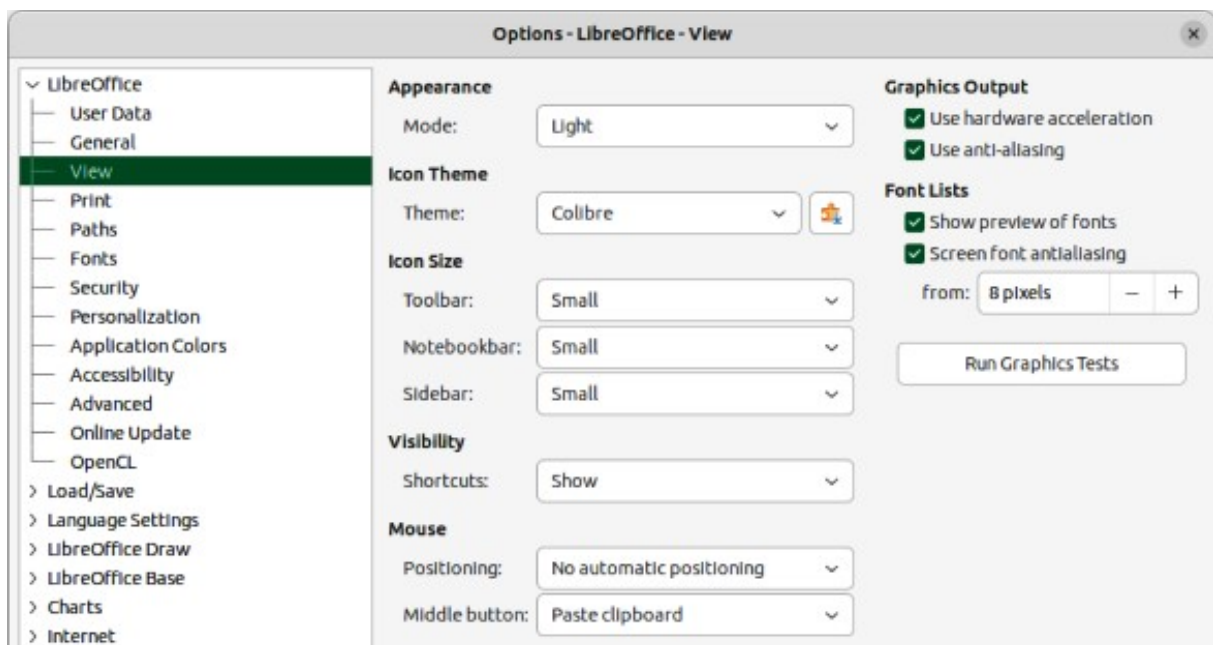 Options - LibreOffice - View
LibreOffice
User Data
General
View
Print
Paths
Fonts
Security
Personalization
Application Colors
Accessibility
Advanced
Online Update
OpenCL
Load/Save
Language Settings
LibreOffice Draw
LibreOffice Base
Charts
Internet
Appearance
Mode: Light
Icon Theme
Theme: Colibre
Icon Size
Toolbar: Small
Notebookbar: Small
Sidebar: Small
Visibility
Shortcuts: Show
Mouse
Positioning: No automatic positioning
Middle button: Paste clipboard
Graphics Output
Use hardware acceleration
Use anti-aliasing
Font Lists
Show preview of fonts
Screen font antialiasing
from: 8 pixels − +
Run Graphics Tests